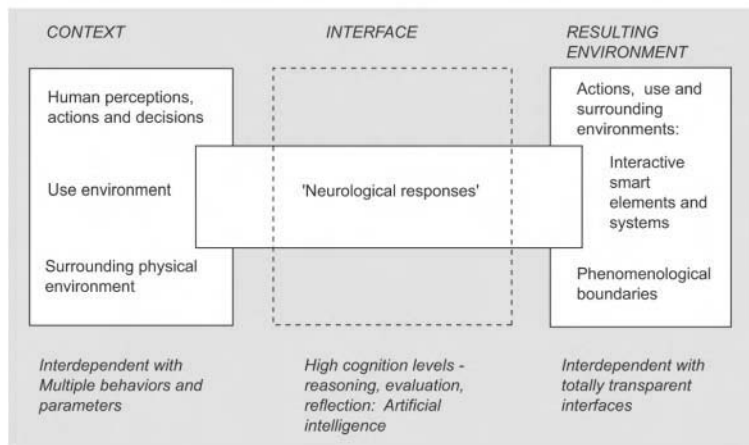 CONTEXT
INTERFACE
RESULTING
ENVIRONMENT
Human perceptions,
actions and decisions
Use environment
Surrounding physical
environment
'Neurological responses'
Actions, use and
surrounding
environments:
Interactive
smart
elements and
systems
Phenomenological
boundaries
Interdependent with
Multiple behaviors and
parameters
High cognition levels -
reasoning, evaluation,
reflection: Artificial
intelligence
Interdependent with
totally transparent
interfaces